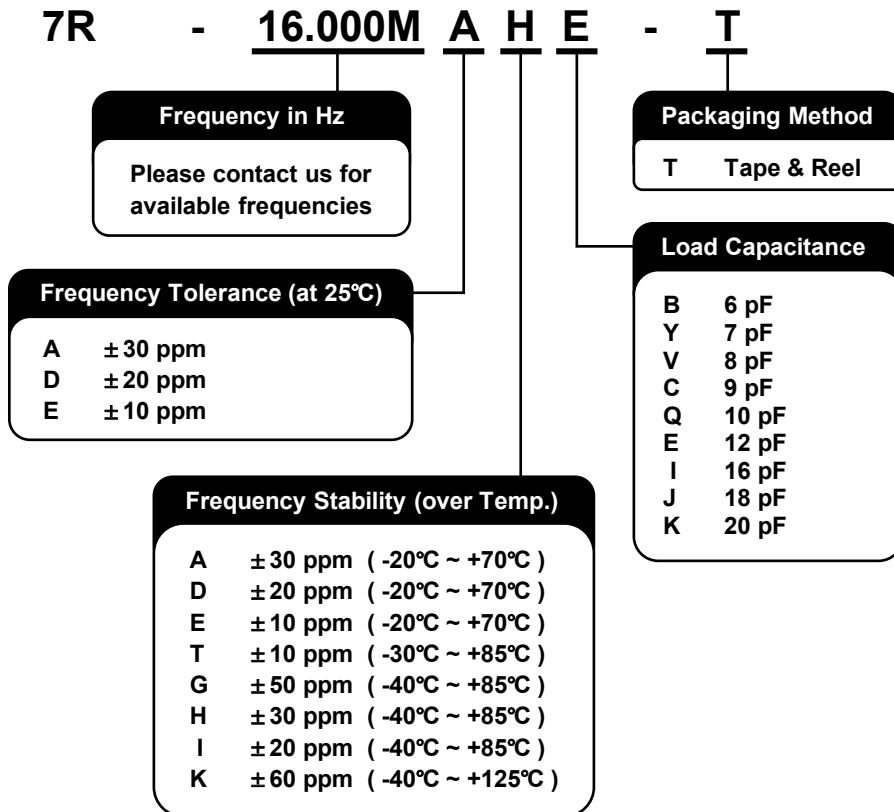 7R - 16.000M A H E - T
Frequency in Hz
Please contact us for
available frequencies
Packaging Method
T Tape & Reel
Load Capacitance
B 6 pF
Y 7 pF
V 8 pF
C 9 pF
Q 10 pF
E 12 pF
I 16 pF
J 18 pF
K 20 pF
Frequency Tolerance (at 25℃)
A ±30 ppm
D ±20 ppm
E ±10 ppm
Frequency Stability (over Temp.)
A ±30 ppm ( -20℃ ~ +70℃ )
D ±20 ppm ( -20℃ ~ +70℃ )
E ±10 ppm ( -20℃ ~ +70℃ )
T ±10 ppm ( -30℃ ~ +85℃ )
G ±50 ppm ( -40℃ ~ +85℃ )
H ±30 ppm ( -40℃ ~ +85℃ )
I ±20 ppm ( -40℃ ~ +85℃ )
K ±60 ppm ( -40℃ ~ +125℃ )